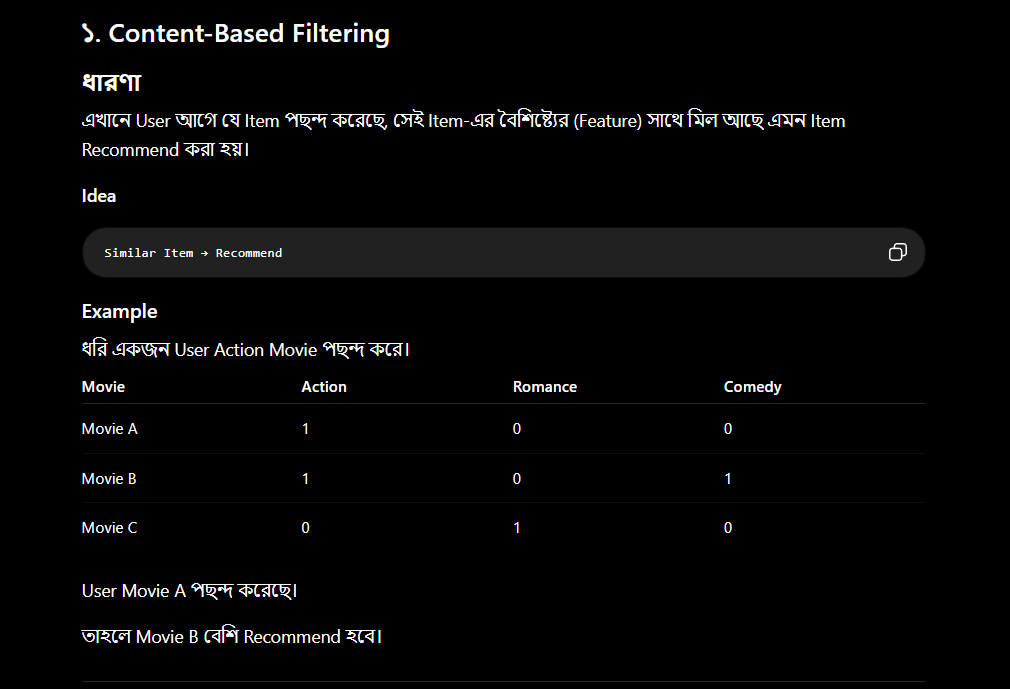 ১. Content-Based Filtering
ধারণা
এখানে User আগে যে Item পছন্দ করেছে, সেই Item-এর বৈশিষ্ট্যের (Feature) সাথে মিল আছে এমন Item
Recommend করা হয়।
Idea
Similar Item → Recommend
Example
ধরি একজন User Action Movie পছন্দ করে।
Movie Action Romance Comedy
Movie A 1 0 0
Movie B 1 0 1
Movie C 0 1 0
User Movie A পছন্দ করেছে।
তাহলে Movie B বেশি Recommend হবে।